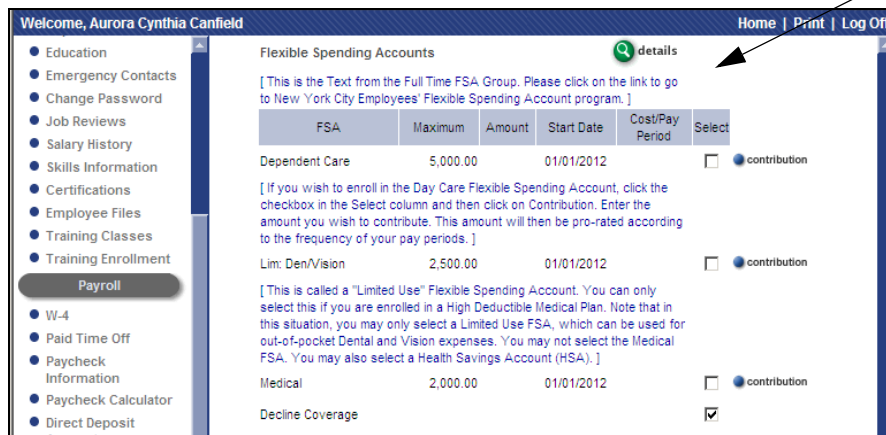 Welcome, Aurora Cynthia Canfield
Home | Print | Log Off
Education
Emergency Contacts
Change Password
Job Reviews
Salary History
Skills Information
Certifications
Employee Files
Training Classes
Training Enrollment
Payroll
W-4
Paid Time Off
Paycheck
Information
Paycheck Calculator
Direct Deposit
Flexible Spending Accounts
details
[ This is the Text from the Full Time FSA Group. Please click on the link to go
to New York City Employees' Flexible Spending Account program. ]
FSA Maximum Amount Start Date Cost/Pay Period Select
Dependent Care 5,000.00 01/01/2012 contribution
[ If you wish to enroll in the Day Care Flexible Spending Account, click the
checkbox in the Select column and then click on Contribution. Enter the
amount you wish to contribute. This amount will then be pro-rated according
to the frequency of your pay periods. ]
Lim: Den/Vision 2,500.00 01/01/2012 contribution
[ This is called a "Limited Use" Flexible Spending Account. You can only
select this if you are enrolled in a High Deductible Medical Plan. Note that in
this situation, you may only select a Limited Use FSA, which can be used for
out-of-pocket Dental and Vision expenses. You may not select the Medical
FSA. You may also select a Health Savings Account (HSA). ]
Medical 2,000.00 01/01/2012 contribution
Decline Coverage